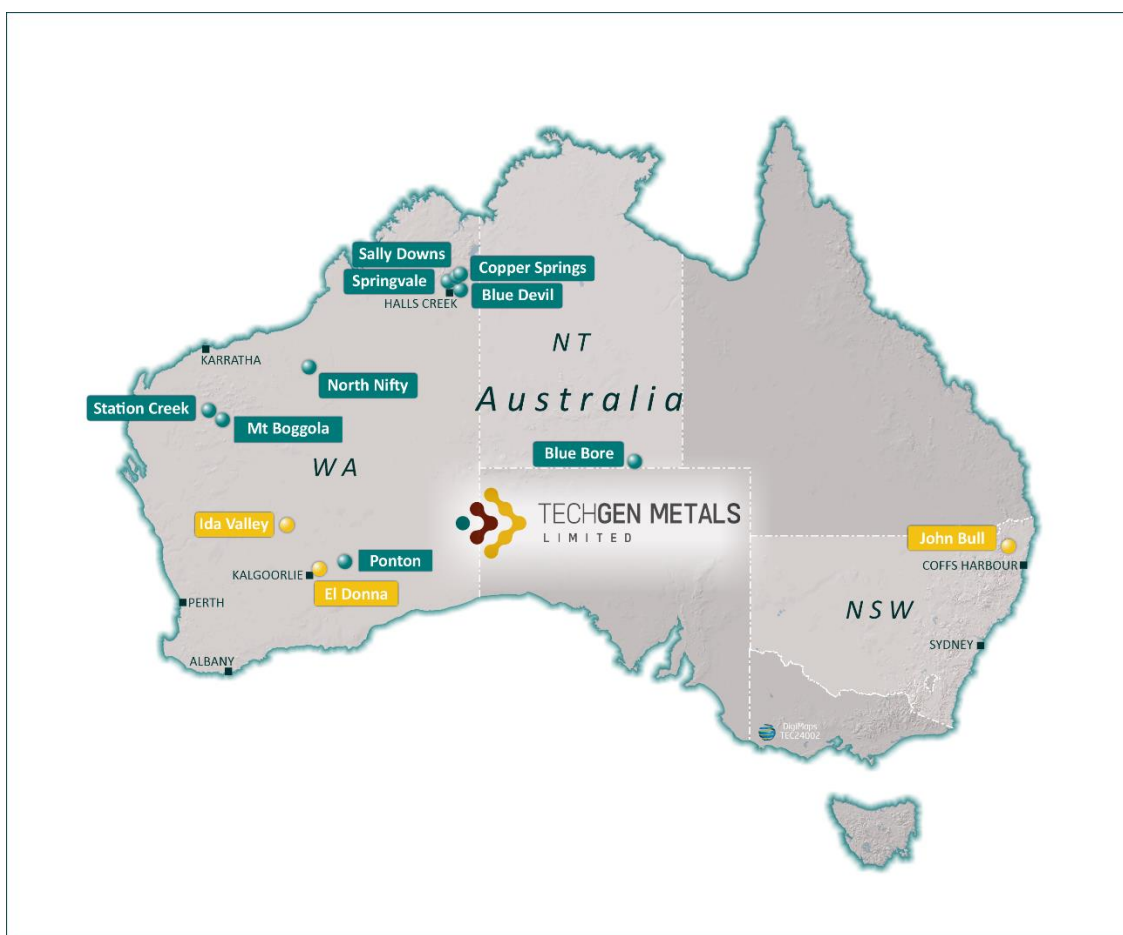 Sally Downs
Copper Springs
Springvale
Blue Devil
HALLS CREEK
NT
KARRATHA
North Nifty
Australia
Station Creek
Mt Boggola
Blue Bore
WA
TECHGEN METALS
LIMITED
Ida Valley
John Bull
Ponton
COFFS HARBOUR
KALGOORLIE
El Donna
PERTH
NSW
SYDNEY
ALBANY
DigiMaps
TEC24002